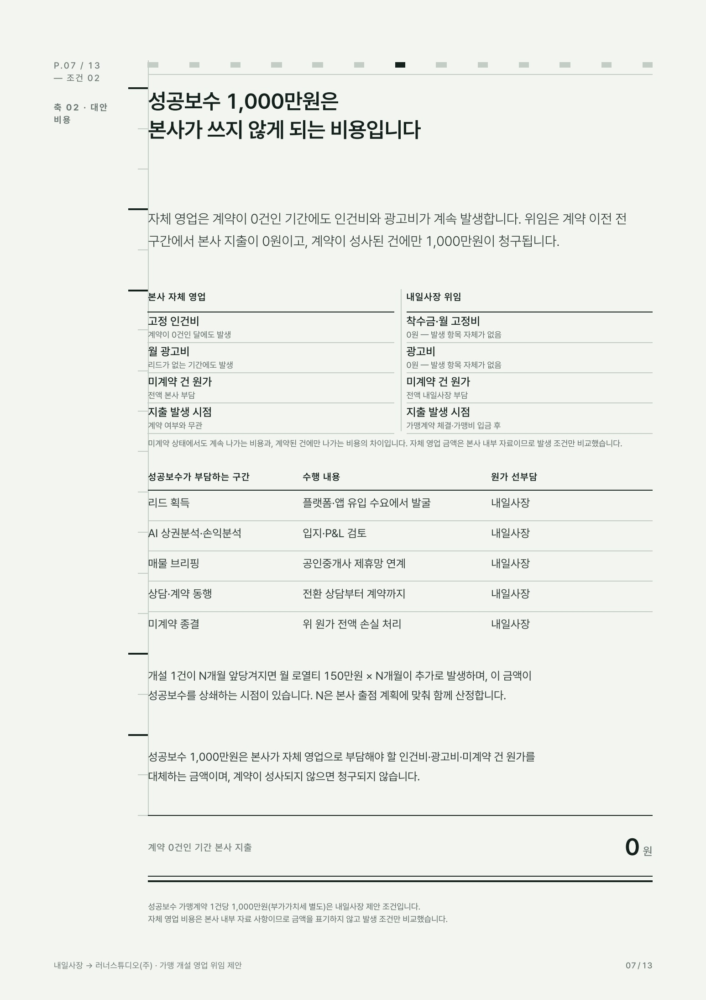 P.07 / 13
— 조건 02
축 02 · 대안
비용
성공보수 1,000만원은
본사가 쓰지 않게 되는 비용입니다
자체 영업은 계약이 0건인 기간에도 인건비와 광고비가 계속 발생합니다. 위임은 계약 이전 전
구간에서 본사 지출이 0원이고, 계약이 성사된 건에만 1,000만원이 청구됩니다.
본사 자체 영업
고정 인건비
계약이 0건인 달에도 발생
월 광고비
리드가 없는 기간에도 발생
미계약 건 원가
전액 본사 부담
지출 발생 시점
계약 여부와 무관
내일사장 위임
착수금·월 고정비
0원 — 발생 항목 자체가 없음
광고비
0원 — 발생 항목 자체가 없음
미계약 건 원가
전액 내일사장 부담
지출 발생 시점
가맹계약 체결·가맹비 입금 후
미계약 상태에서도 계속 나가는 비용과, 계약된 건에만 나가는 비용의 차이입니다. 자체 영업 금액은 본사 내부 자료이므로 발생 조건만 비교했습니다.
성공보수가 부담하는 구간 수행 내용 원가 선부담
리드 획득 플랫폼·앱 유입 수요에서 발굴 내일사장
AI 상권분석·손익분석 입지·P&L 검토 내일사장
매물 브리핑 공인중개사 제휴망 연계 내일사장
상담·계약 동행 전환 상담부터 계약까지 내일사장
미계약 종결 위 원가 전액 손실 처리 내일사장
개설 1건이 N개월 앞당겨지면 월 로열티 150만원 × N개월이 추가로 발생하며, 이 금액이
성공보수를 상쇄하는 시점이 있습니다. N은 본사 출점 계획에 맞춰 함께 산정합니다.
성공보수 1,000만원은 본사가 자체 영업으로 부담해야 할 인건비·광고비·미계약 건 원가를
대체하는 금액이며, 계약이 성사되지 않으면 청구되지 않습니다.
계약 0건인 기간 본사 지출 0 원
성공보수 가맹계약 1건당 1,000만원(부가가치세 별도)은 내일사장 제안 조건입니다.
자체 영업 비용은 본사 내부 자료 사항이므로 금액을 표기하지 않고 발생 조건만 비교했습니다.
내일사장 → 러너스튜디오(주) · 가맹 개설 영업 위임 제안 07 / 13